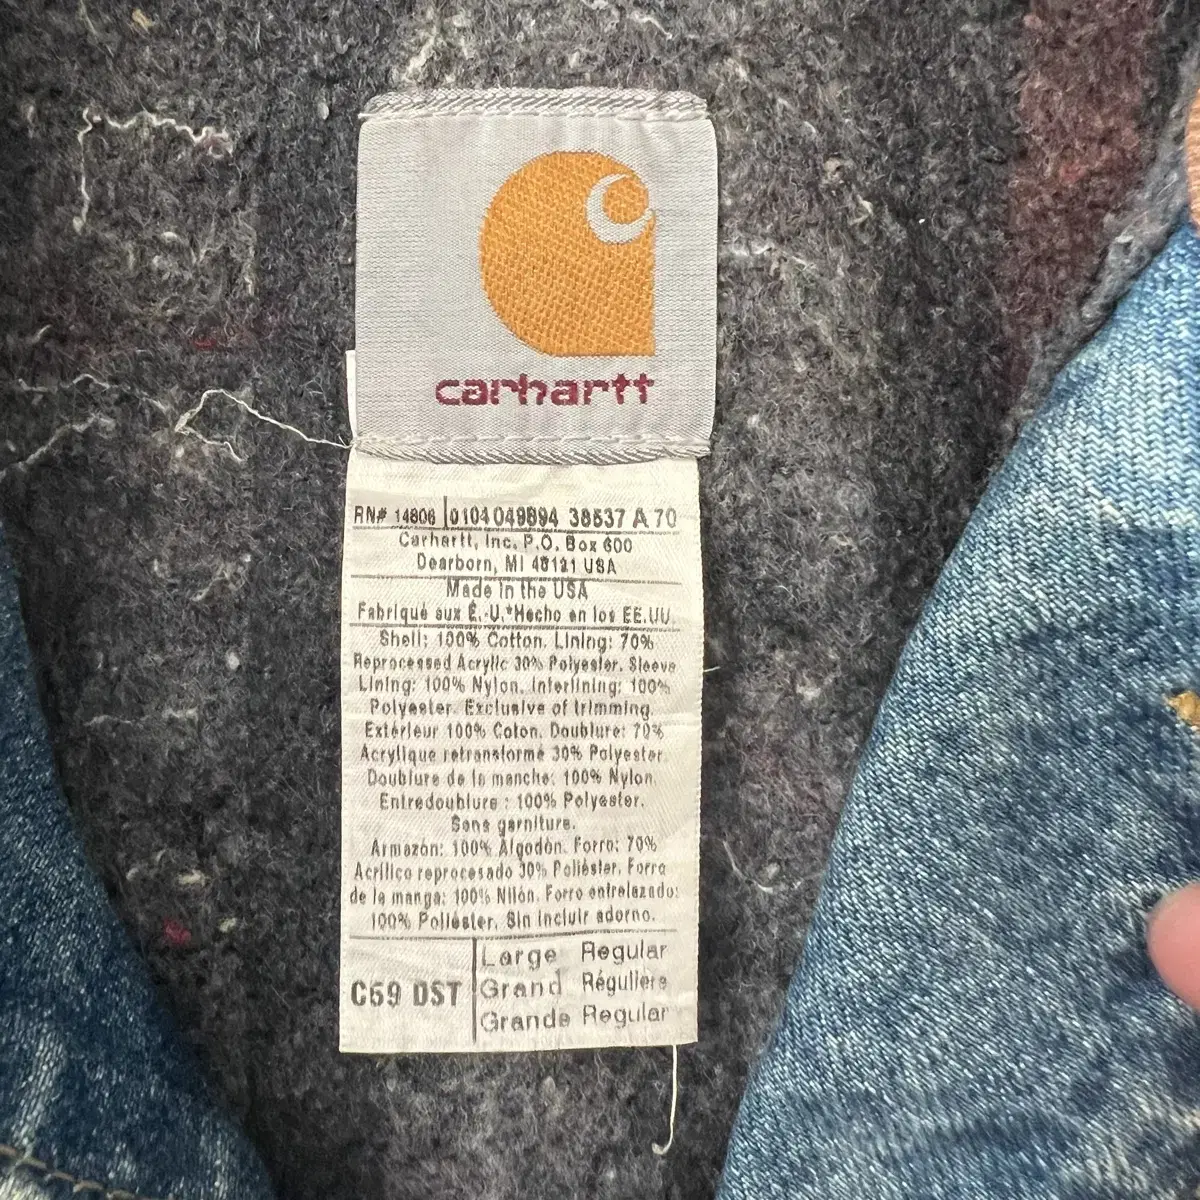 carhartt
RN# 14806 0104049894 38537 A 70
Carhartt, Inc. P.O. Box 600
Dearborn, MI 48121 USA
Made in the USA
Fabriqué aux É.-U.*Hecho en los EE.UU.
Shell: 100% Cotton. Lining: 70%
Reprocessed Acrylic 30% Polyester. Sleeve
Lining: 100% Nylon. Interlining: 100%
Polyester. Exclusive of trimming.
Extérieur 100% Coton. Doublure: 70%
Acrylique retransformé 30% Polyester.
Doublure de la manche: 100% Nylon.
Entredoublure : 100% Polyester.
Sans garniture.
Armazón: 100% Algodón. Forro: 70%
Acrílico reprocesado 30% Poliéster. Forro
de la manga: 100% Nilón. Forro entrelazado:
100% Poliéster. Sin incluir adorno.
C69 DST
Large Regular
Grand Régulière
Grande Regular